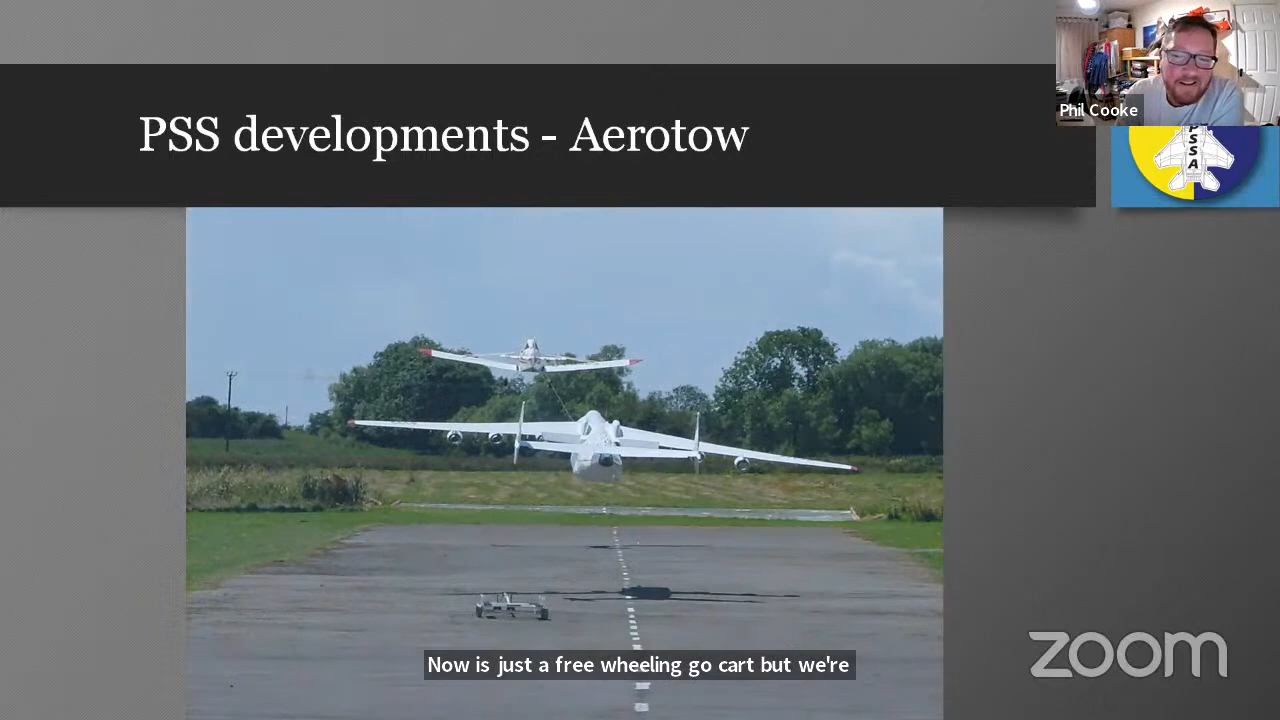 PSS developments - Aerotow
Phil Cooke
PSSA
Now is just a free wheeling go cart but we're
zoom